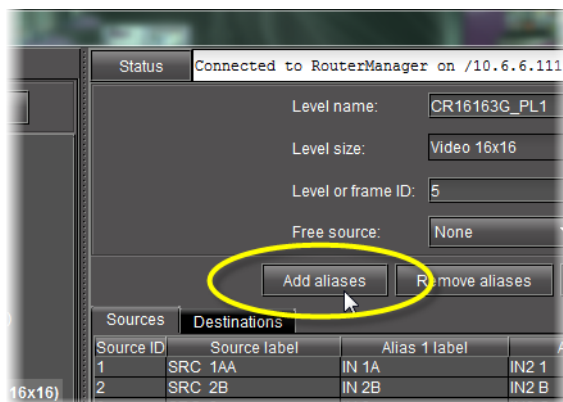 Status Connected to RouterManager on /10.6.6.111
Level name: CR16163G_PL1
Level size: Video 16x16
Level or frame ID: 5
Free source: None
Add aliases Remove aliases
Sources Destinations
Source ID Source label Alias 1 label
1 SRC 1AA IN 1A IN2 1
2 SRC 2B IN 2B IN2 B
16x16)